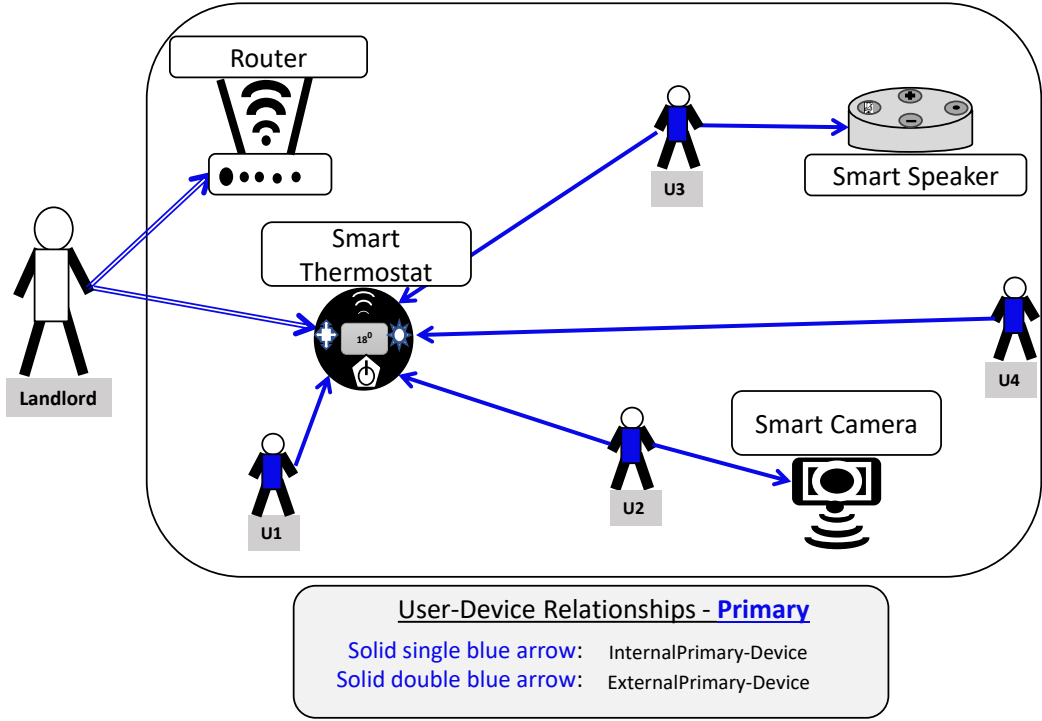 Router
Smart Speaker
U3
Smart
Thermostat
18⁰
Landlord
U4
Smart Camera
U2
U1
User-Device Relationships - Primary
Solid single blue arrow: InternalPrimary-Device
Solid double blue arrow: ExternalPrimary-Device